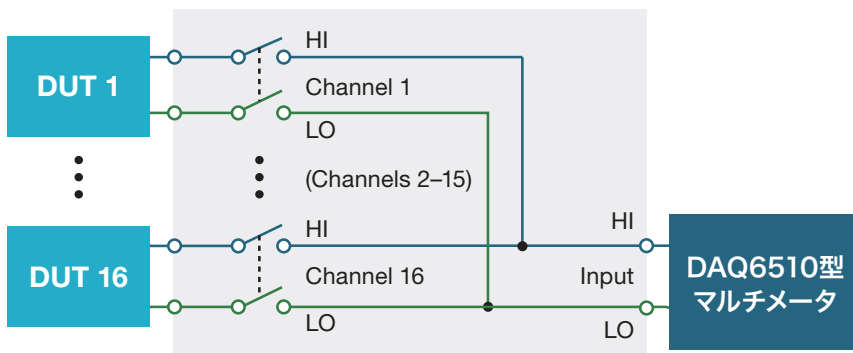 DUT 1
HI
Channel 1
LO
(Channels 2–15)
DUT 16
HI
Channel 16
LO
HI
Input
LO
DAQ6510型
マルチメータ